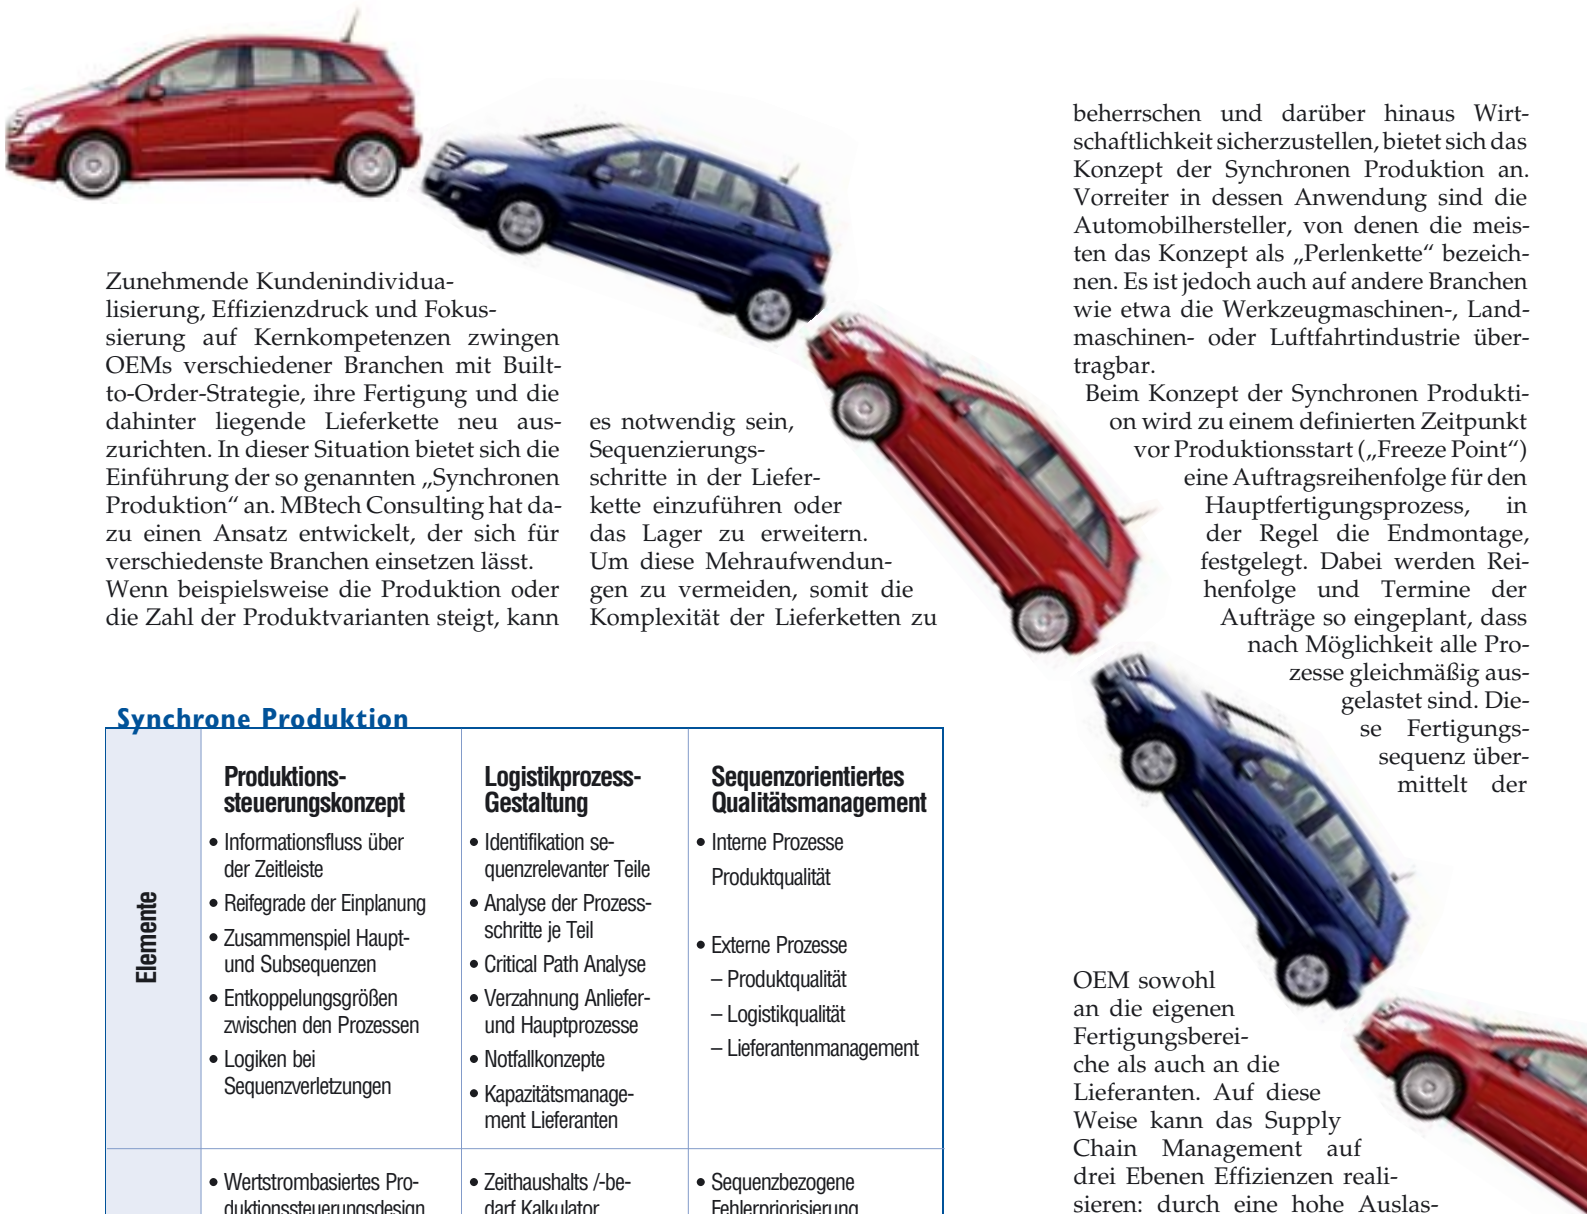 Zunehmende Kundenindividua-
lisierung, Effizienzdruck und Fokus-
sierung auf Kernkompetenzen zwingen
OEMs verschiedener Branchen mit Built-
to-Order-Strategie, ihre Fertigung und die
dahinter liegende Lieferkette neu aus-
zurichten. In dieser Situation bietet sich die
Einführung der so genannten „Synchronen
Produktion“ an. MBtech Consulting hat da-
zu einen Ansatz entwickelt, der sich für
verschiedenste Branchen einsetzen lässt.
Wenn beispielsweise die Produktion oder
die Zahl der Produktvarianten steigt, kann
es notwendig sein,
Sequenzierungs-
schritte in der Liefer-
kette einzuführen oder
das Lager zu erweitern.
Um diese Mehraufwendun-
gen zu vermeiden, somit die
Komplexität der Lieferketten zu
beherrschen und darüber hinaus Wirt-
schaftlichkeit sicherzustellen, bietet sich das
Konzept der Synchronen Produktion an.
Vorreiter in dessen Anwendung sind die
Automobilhersteller, von denen die meis-
ten das Konzept als „Perlenkette“ bezeich-
nen. Es ist jedoch auch auf andere Branchen
wie etwa die Werkzeugmaschinen-, Land-
maschinen- oder Luftfahrtindustrie über-
tragbar.
Beim Konzept der Synchronen Produkti-
on wird zu einem definierten Zeitpunkt
vor Produktionsstart („Freeze Point“)
eine Auftragsreihenfolge für den
Hauptfertigungsprozess, in
der Regel die Endmontage,
festgelegt. Dabei werden Rei-
henfolge und Termine der
Aufträge so eingeplant, dass
nach Möglichkeit alle Pro-
zesse gleichmäßig aus-
gelastet sind. Die-
se Fertigungs-
sequenz über-
mittelt der
OEM sowohl
an die eigenen
Fertigungsberei-
che als auch an die
Lieferanten. Auf diese
Weise kann das Supply
Chain Management auf
drei Ebenen Effizienzen reali-
sieren: durch eine hohe Auslas-
Synchrone Produktion
Elemente
Produktions-
steuerungskonzept
• Informationsfluss über
der Zeitleiste
• Reifegrade der Einplanung
• Zusammenspiel Haupt-
und Subsequenzen
• Entkoppelungsgrößen
zwischen den Prozessen
• Logiken bei
Sequenzverletzungen
Logistikprozess-
Gestaltung
• Identifikation se-
quenzrelevanter Teile
• Analyse der Prozess-
schritte je Teil
• Critical Path Analyse
• Verzahnung Anliefer-
und Hauptprozesse
• Notfallkonzepte
• Kapazitätsmanage-
ment Lieferanten
Sequenzorientiertes
Qualitätsmanagement
• Interne Prozesse
Produktqualität
• Externe Prozesse
– Produktqualität
– Logistikqualität
– Lieferantenmanagement
• Wertstrombasiertes Pro-
duktionssteuerungsdesign
• Zeithaushalts /-be-
darf Kalkulator
• Sequenzbezogene
Fehlerpriorisierung